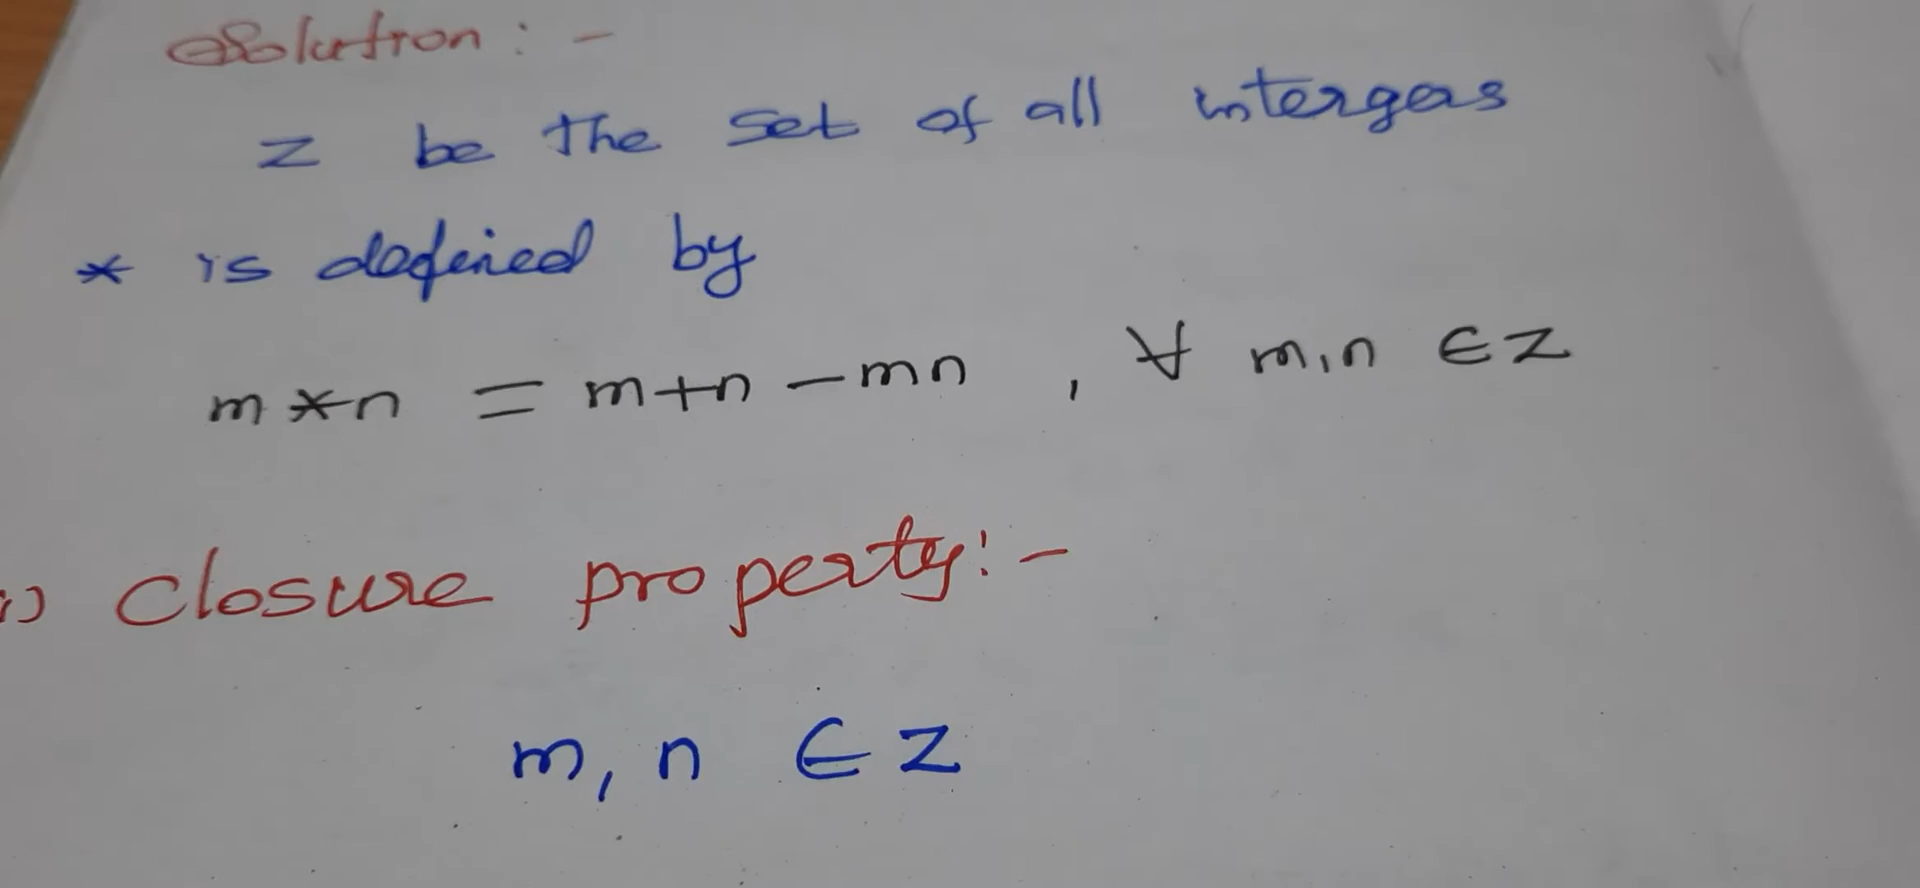 Solution : -
Z be the set of all intergers
* is defined by
m * n = m + n - mn , ∀ m, n ∈ Z
i) Closure property : -
m, n ∈ Z